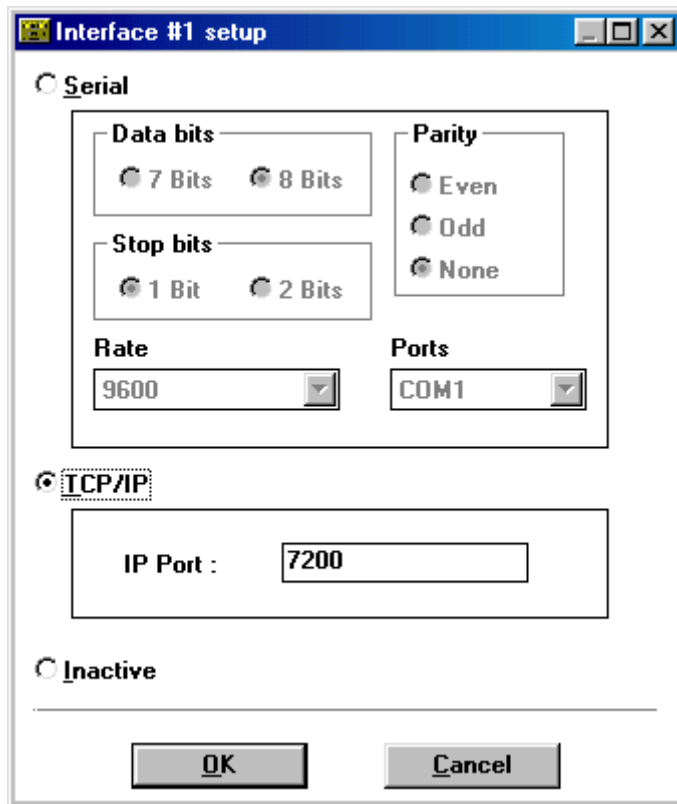 Interface #1 setup
Serial
Data bits
7 Bits 8 Bits
Parity
Even
Odd
None
Stop bits
1 Bit 2 Bits
Rate
9600
Ports
COM1
TCP/IP
IP Port : 7200
Inactive
OK Cancel